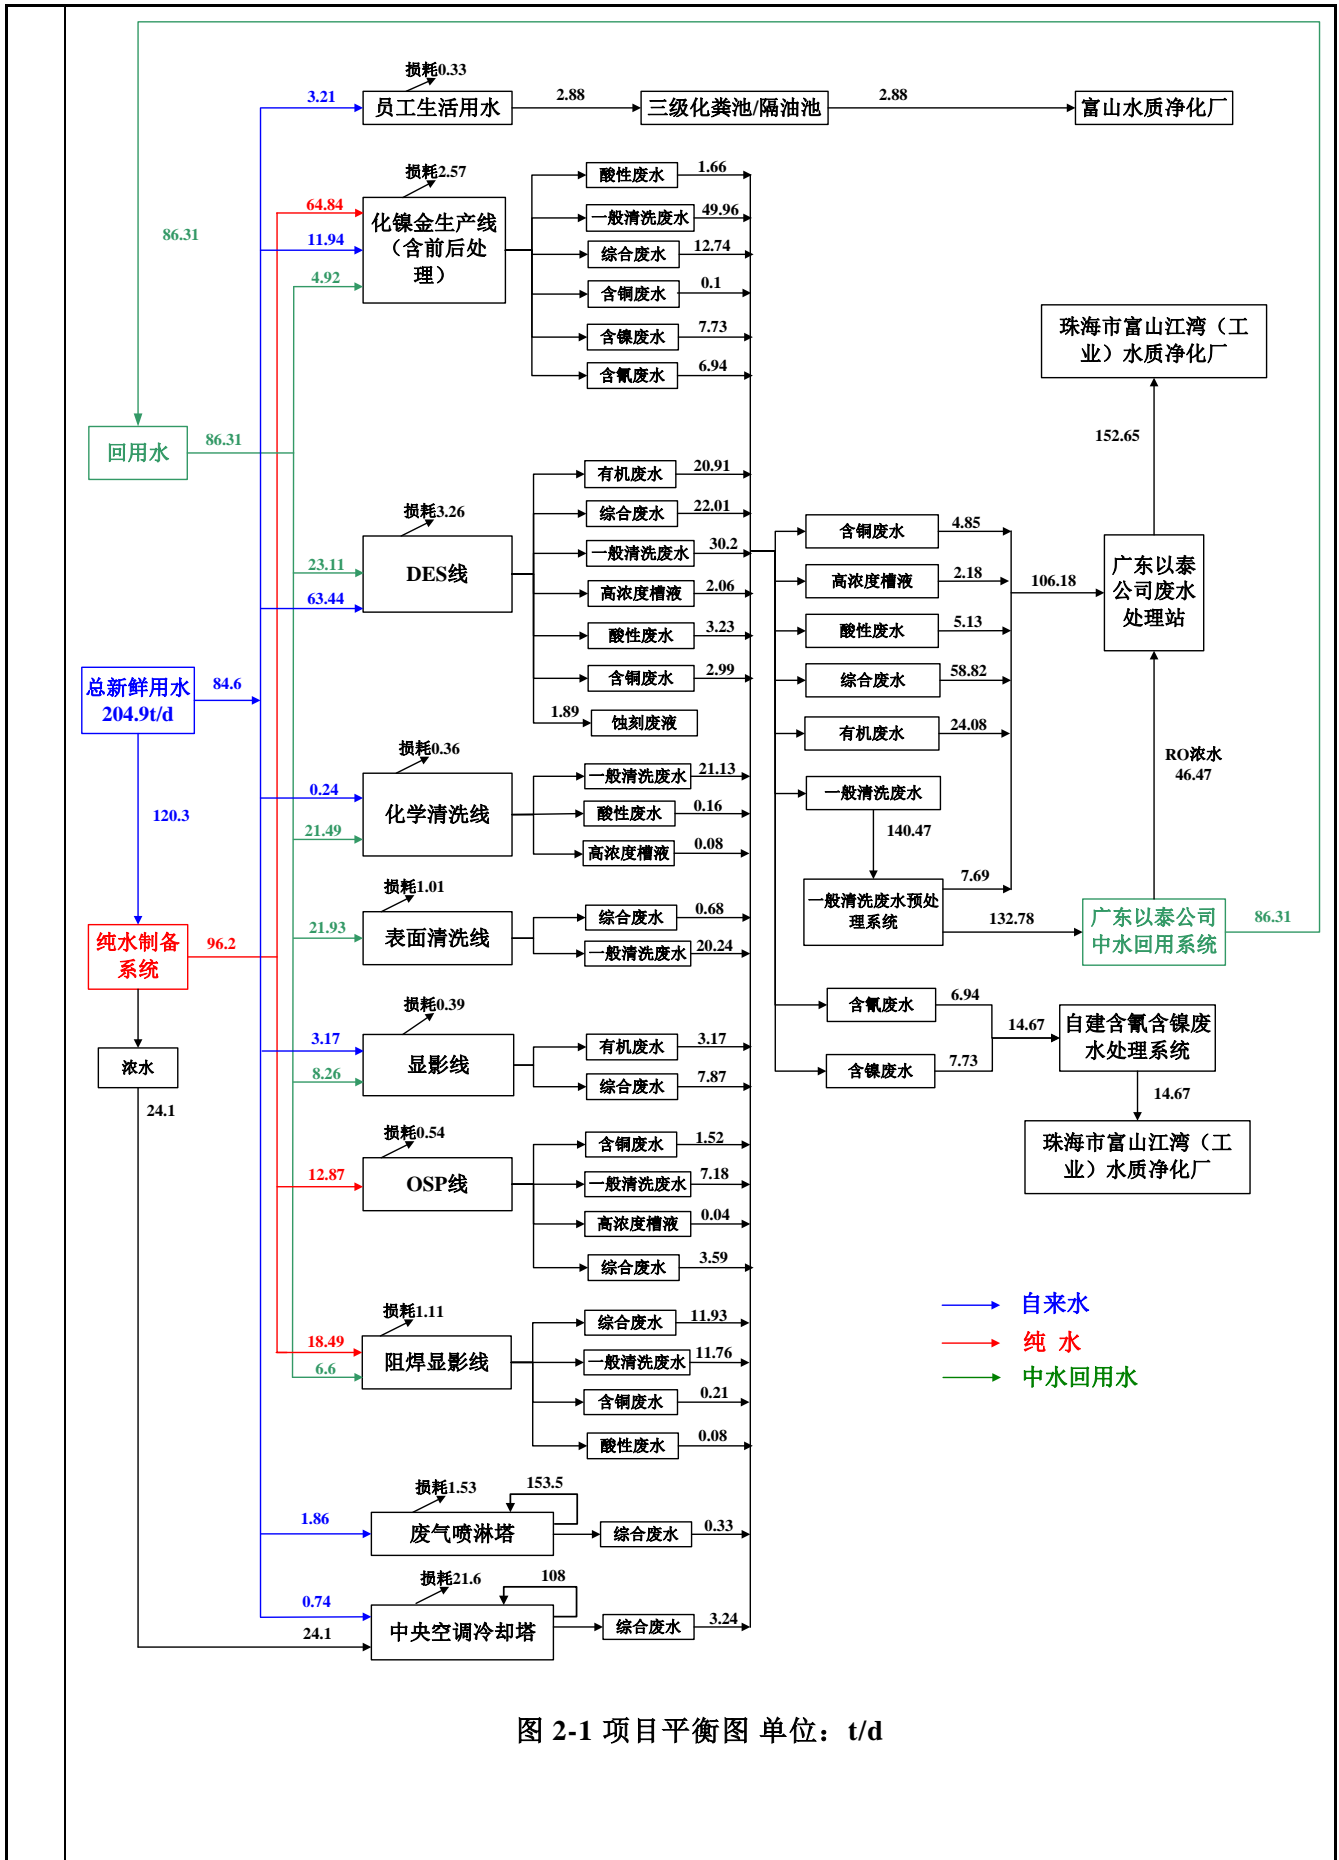 损耗0.33
3.21
员工生活用水
2.88
三级化粪池/隔油池
2.88
富山水质净化厂
损耗2.57
64.84
11.94
4.92
化镍金生产线
（含前后处
理）
酸性废水
1.66
一般清洗废水
49.96
综合废水
12.74
含铜废水
0.1
含镍废水
7.73
含氰废水
6.94
86.31
回用水
86.31
损耗3.26
23.11
63.44
DES线
有机废水
20.91
综合废水
22.01
一般清洗废水
30.2
高浓度槽液
2.06
酸性废水
3.23
含铜废水
2.99
1.89
蚀刻废液
总新鲜用水
204.9t/d
84.6
120.3
纯水制备
系统
96.2
浓水
24.1
损耗0.36
0.24
21.49
化学清洗线
一般清洗废水
21.13
酸性废水
0.16
高浓度槽液
0.08
损耗1.01
21.93
表面清洗线
综合废水
0.68
一般清洗废水
20.24
损耗0.39
3.17
8.26
显影线
有机废水
3.17
综合废水
7.87
损耗0.54
12.87
OSP线
含铜废水
1.52
一般清洗废水
7.18
高浓度槽液
0.04
综合废水
3.59
损耗1.11
18.49
6.6
阻焊显影线
综合废水
11.93
一般清洗废水
11.76
含铜废水
0.21
酸性废水
0.08
损耗1.53
153.5
1.86
废气喷淋塔
综合废水
0.33
损耗21.6
108
0.74
24.1
中央空调冷却塔
综合废水
3.24
含铜废水
4.85
高浓度槽液
2.18
酸性废水
5.13
综合废水
58.82
有机废水
24.08
一般清洗废水
140.47
一般清洗废水预处
理系统
7.69
132.78
106.18
珠海市富山江湾（工
业）水质净化厂
152.65
广东以泰
公司废水
处理站
RO浓水
46.47
广东以泰公司
中水回用系统
86.31
含氰废水
6.94
含镍废水
7.73
14.67
自建含氰含镍废
水处理系统
14.67
珠海市富山江湾（工
业）水质净化厂
自来水
纯 水
中水回用水
图 2-1 项目平衡图 单位：t/d